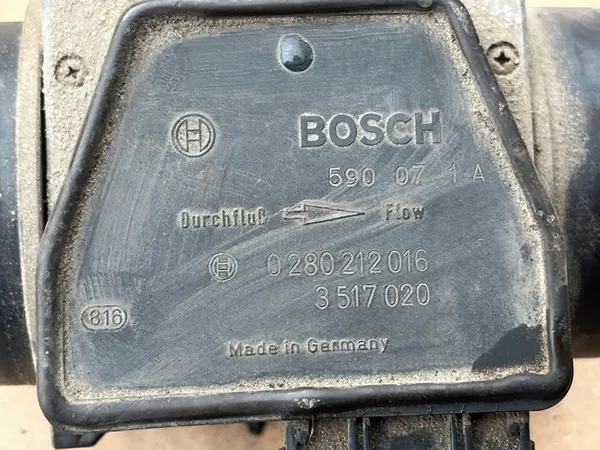 BOSCH
590 07 1 A
Durchfluß Flow
0 280 212 016
3 517 020
816
Made in Germany